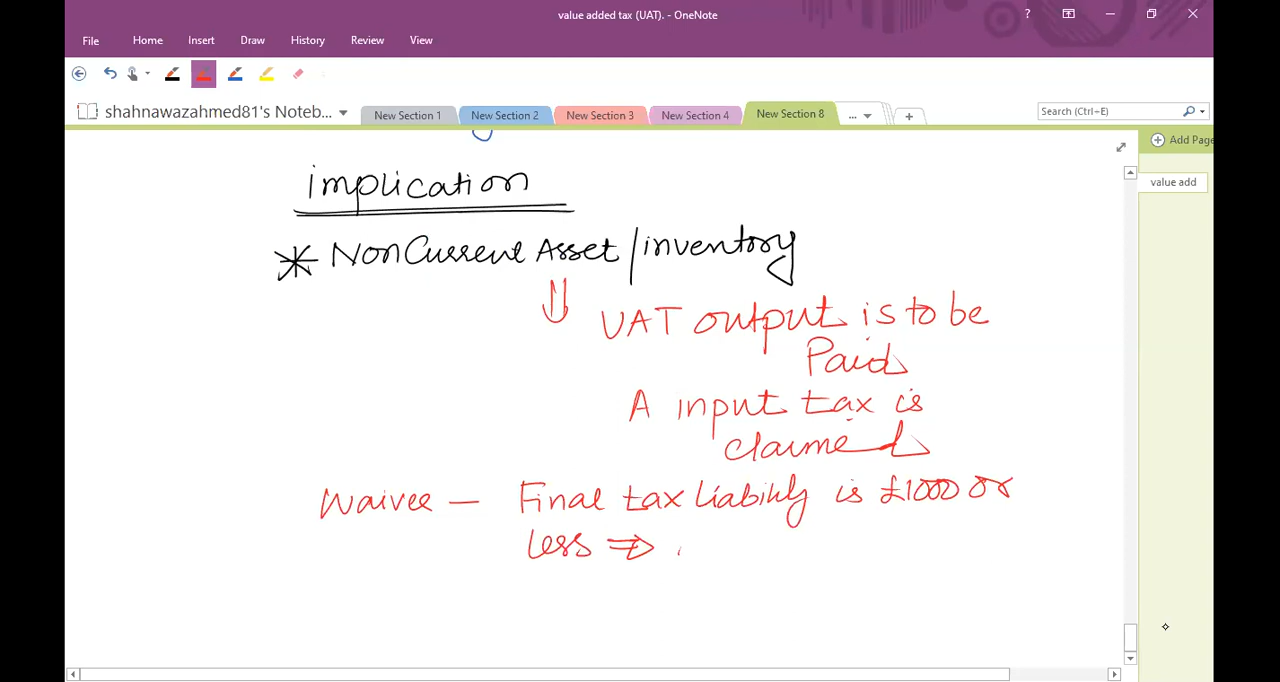 value added tax (UAT). - OneNote
?
File Home Insert Draw History Review View
shahnawazahmed81's Noteb...
New Section 1 New Section 2 New Section 3 New Section 4 New Section 8 ... +
Search (Ctrl+E)
Add Page
value add
implication
* Non Current Asset / inventory
⇓ VAT output is to be
Paid
A input tax is
claimed
Waiver — Final tax liability is £1000 or
less ⇒